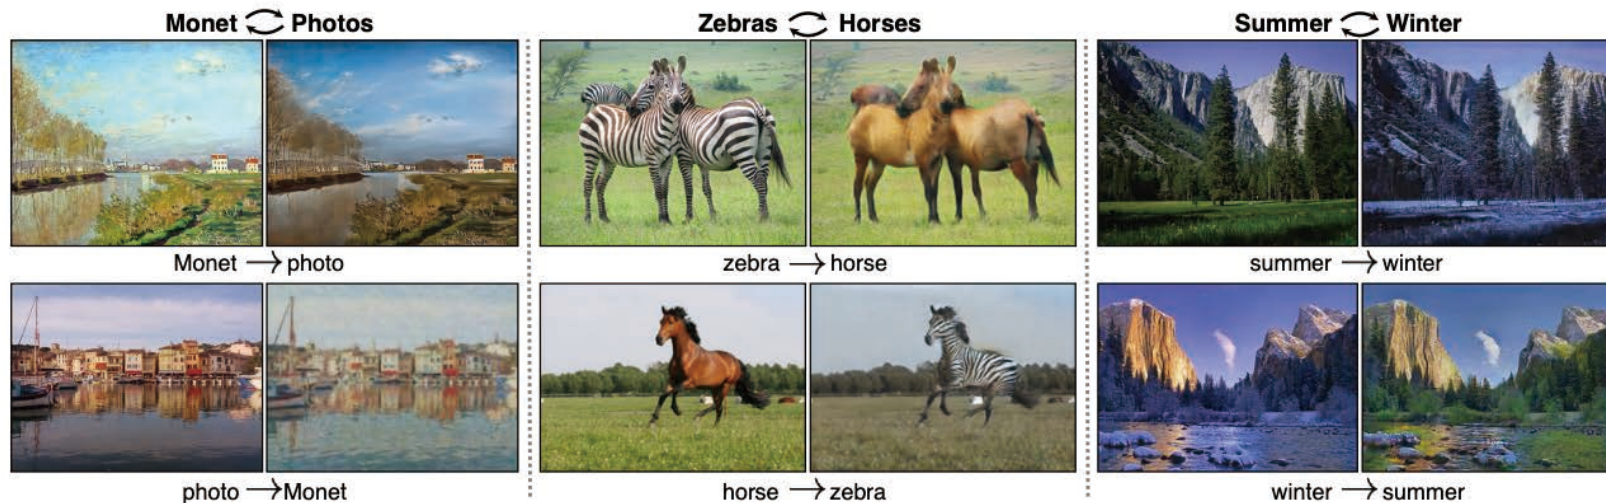 Monet Photos
Zebras Horses
Summer Winter
Monet → photo
zebra → horse
summer → winter
photo → Monet
horse → zebra
winter → summer